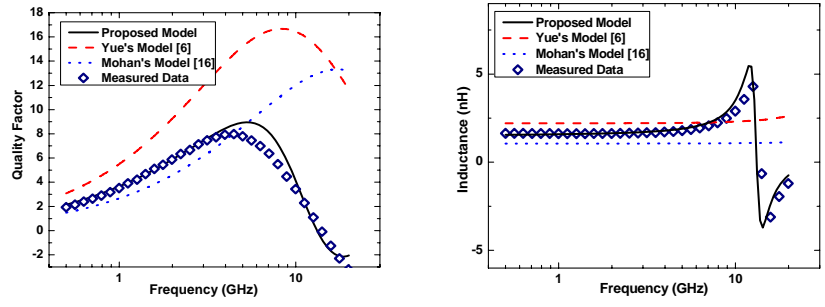 18
16
14
12
10
8
6
4
2
0
-2
Quality Factor
Proposed Model
Yue's Model [6]
Mohan's Model [16]
Measured Data
1
10
Frequency (GHz)
5
0
-5
Inductance (nH)
Proposed Model
Yue's Model [6]
Mohan's Model [16]
Measured Data
1
10
Frequency (GHz)